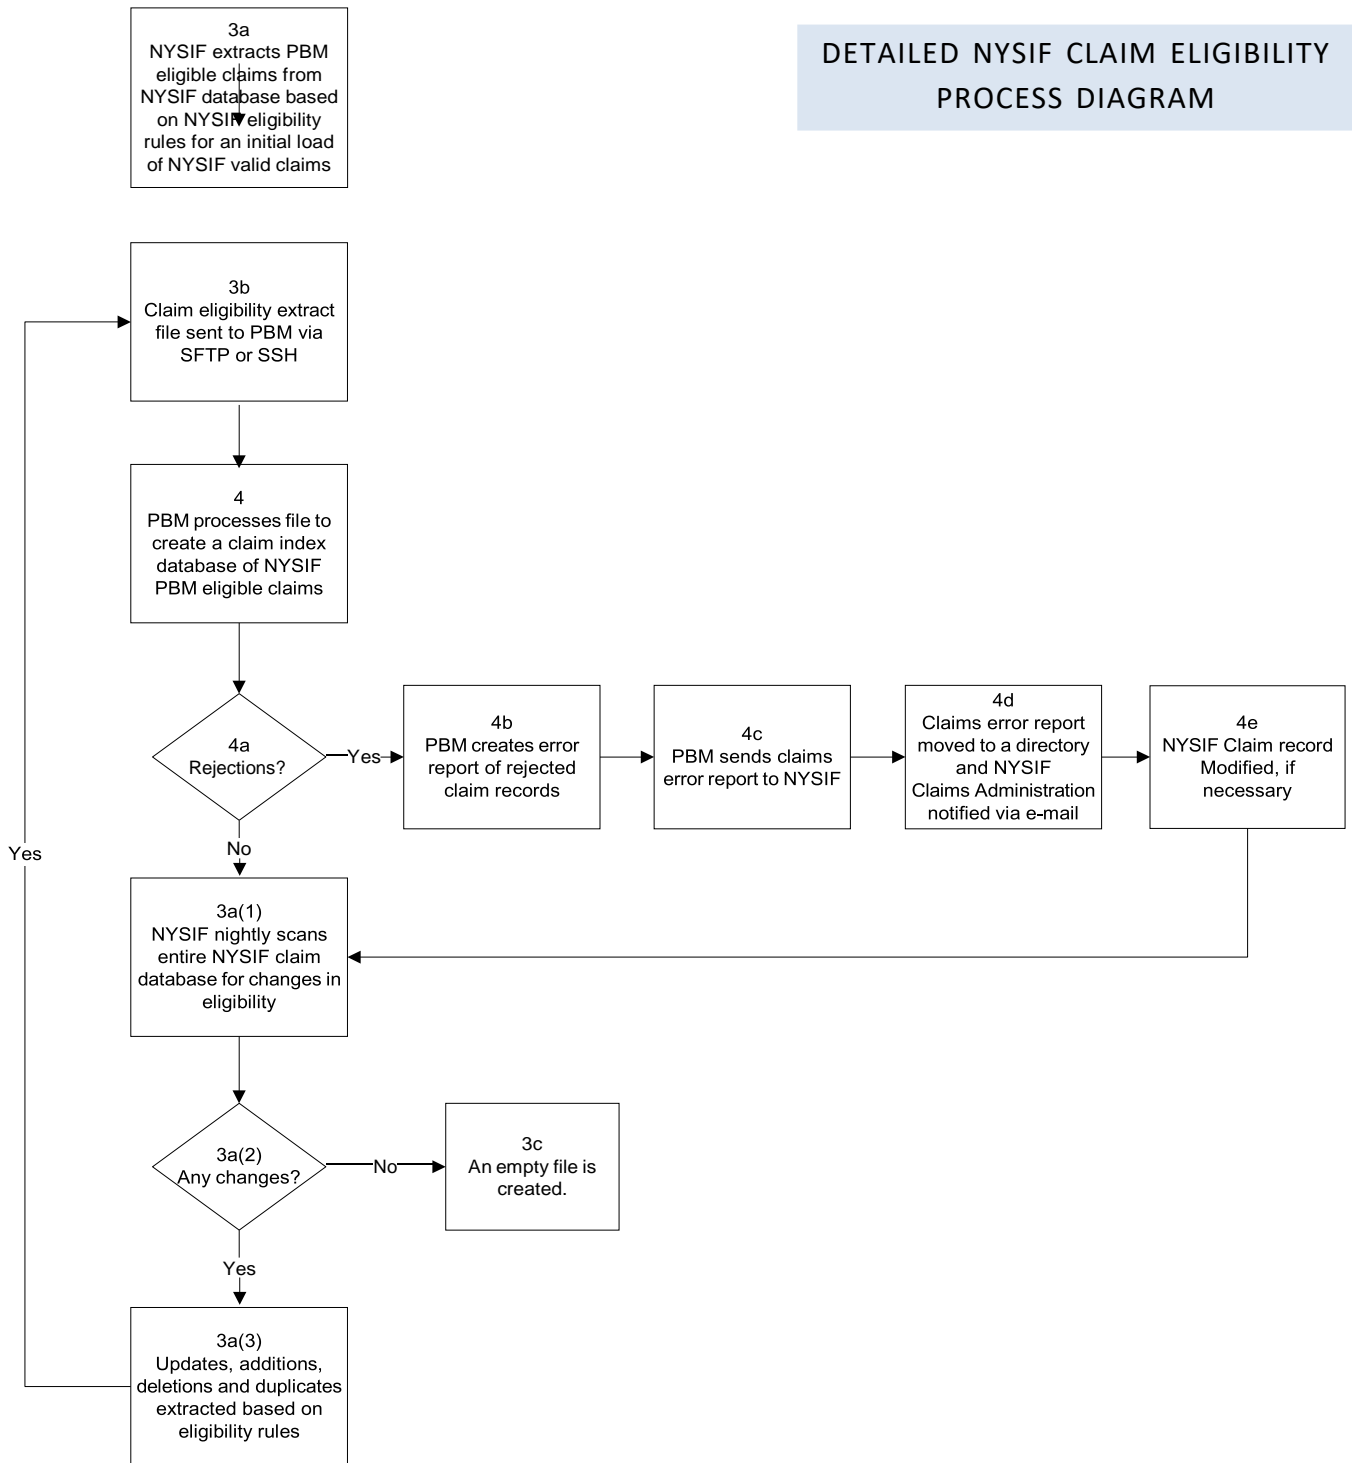 DETAILED NYSIF CLAIM ELIGIBILITY
PROCESS DIAGRAM
3a
NYSIF extracts PBM
eligible claims from
NYSIF database based
on NYSIF eligibility
rules for an initial load
of NYSIF valid claims
3b
Claim eligibility extract
file sent to PBM via
SFTP or SSH
4
PBM processes file to
create a claim index
database of NYSIF
PBM eligible claims
4a
Rejections?
Yes
4b
PBM creates error
report of rejected
claim records
4c
PBM sends claims
error report to NYSIF
4d
Claims error report
moved to a directory
and NYSIF
Claims Administration
notified via e-mail
4e
NYSIF Claim record
Modified, if
necessary
No
Yes
3a(1)
NYSIF nightly scans
entire NYSIF claim
database for changes in
eligibility
3a(2)
Any changes?
No
3c
An empty file is
created.
Yes
3a(3)
Updates, additions,
deletions and duplicates
extracted based on
eligibility rules